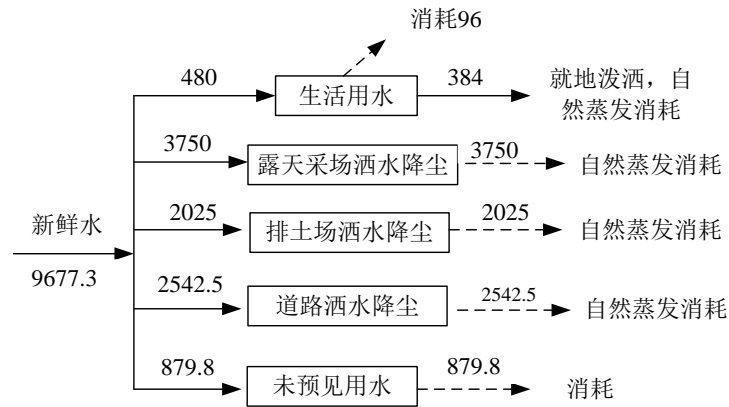 消耗96
480
生活用水
384
就地泼洒，自
然蒸发消耗
3750
露天采场洒水降尘
3750
自然蒸发消耗
新鲜水
9677.3
2025
排土场洒水降尘
2025
自然蒸发消耗
2542.5
道路洒水降尘
2542.5
自然蒸发消耗
879.8
未预见用水
879.8
消耗